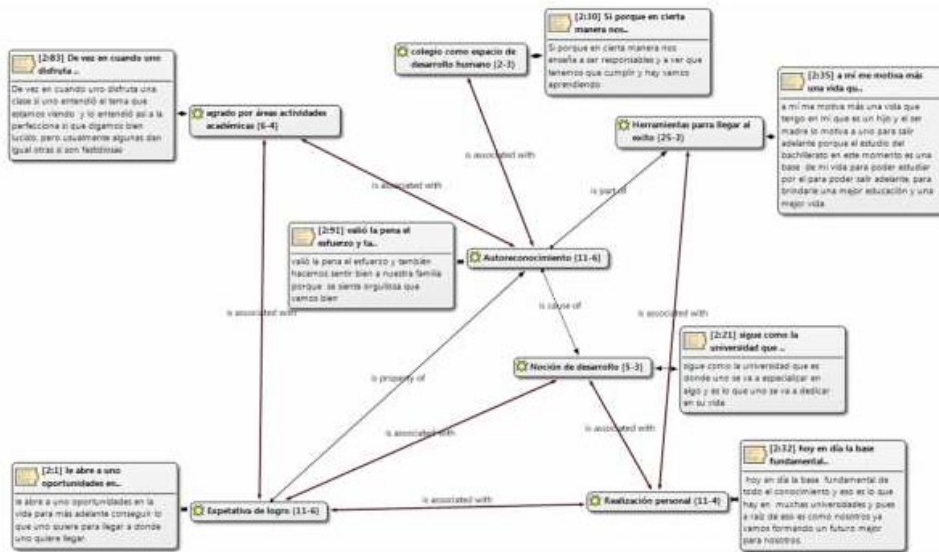 [2:30] Si porque en cierta
manera nos..
Si porque en cierta manera nos
enseña a ser responsables y a ver que
tenemos que cumplir y hay vamos
aprendiendo
[2:83] De vez en cuando uno
disfruta ..
De vez en cuando uno disfruta una
clase si uno entendió el tema que
estamos viendo y lo entendió así a la
perfecciona si que digamos bien
lucido, pero usualmente algunas dan
igual otras si son fastidiosas
colegio como espacio de
desarrollo humano {2-3}
[2:35] a mí me motiva más
una vida qu..
a mi me motiva más una vida que
tengo en mi que es un hijo y el ser
madre lo motiva a uno para salir
adelante porque el estudio del
bachillerato en este momento es una
base de mi vida para poder estudiar
por el para poder salir adelante, para
brindarle una mejor educación y una
mejor vida
agrado por áreas actividades
académicas {6-4}
Herramientas parra llegar al
exito {25-3}
is associated with
is associated with
is part of
[2:91] valió la pena el
esfuerzo y ta..
valió la pena el esfuerzo y también
hacemos sentir bien a nuestra familia
porque se siente orgullosa que
vamos bien
Autoreconocimiento {11-6}
is associated with
is cause of
is associated with
[2:21] sigue como la
universidad que ..
sigue como la universidad que es
donde uno se va a especializar en
algo y es lo que uno se va a dedicar
en su vida
Noción de desarrollo {5-3}
is property of
is associated with
is associated with
[2:1] le abre a uno
oportunidades en..
le abre a uno oportunidades en la
vida para más adelante conseguir lo
que uno quiere para llegar a donde
uno quiere llegar.
[2:32] hoy en día la base
fundamental..
hoy en día la base fundamental de
todo el conocimiento y eso es lo que
hay en muchas universidades y pues
a raíz de eso es como nosotros ya
vamos formando un futuro mejor
para nosotros.
is associated with
Expetativa de logro {11-6}
Realización personal {11-4}